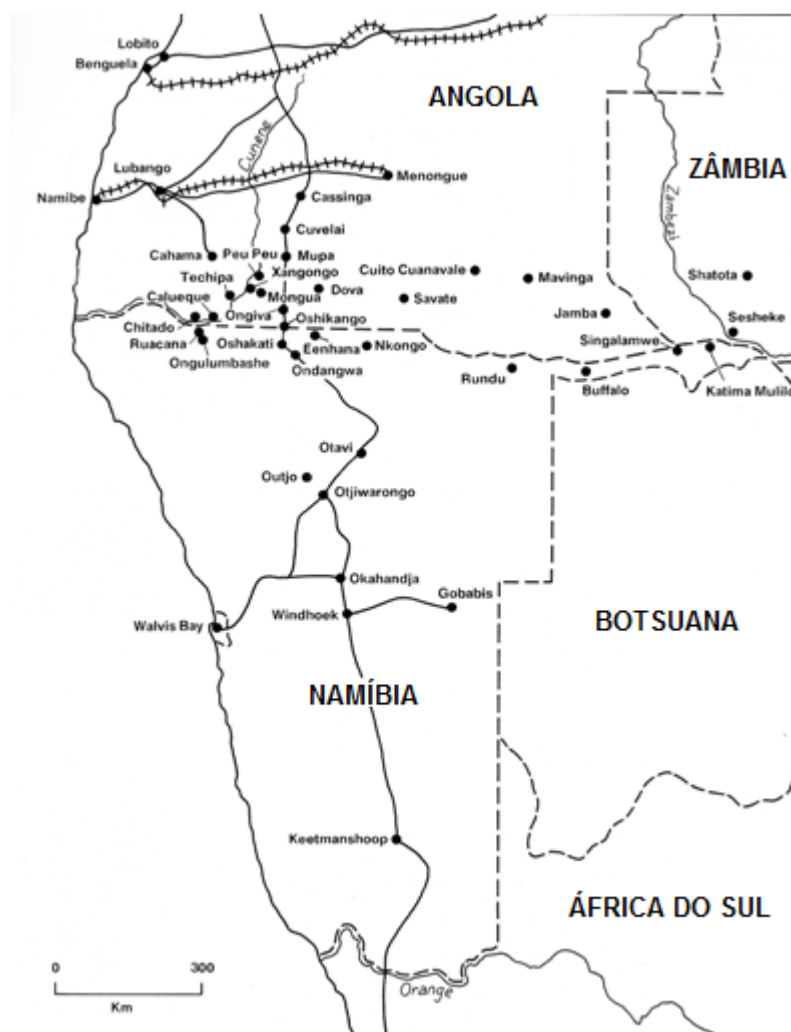 Lobito
Benguela
ANGOLA
Cunene
ZÂMBIA
Zambezi
Lubango
Menongue
Namibe
Cassinga
Cuvelai
Cahama
Peu Peu
Mupa
Techipa
Xangongo
Cuito Cuanavale
Mavinga
Shatota
Calueque
Mongua
Dova
Savate
Jamba
Chitado
Ongiva
Oshikango
Singalamwe
Sesheke
Ruacana
Oshakati
Eenhana
Nkongo
Ongulumbashe
Ondangwa
Rundu
Buffalo
Katima Mulilo
Otavi
Outjo
Otjiwarongo
Okahandja
Gobabis
Windhoek
Walvis Bay
BOTSUANA
NAMÍBIA
Keetmanshoop
ÁFRICA DO SUL
0 300
Km
Orange